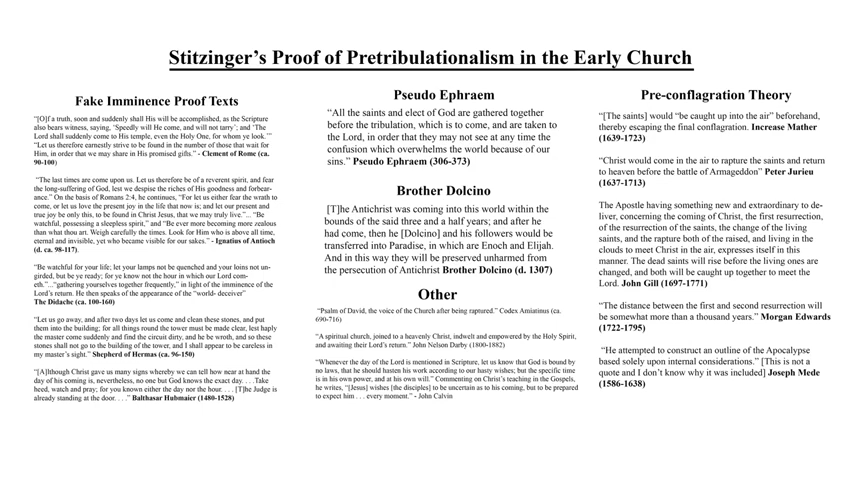 Stitzinger's Proof of Pretribulationalism in the Early Church
Fake Imminence Proof Texts
"[O]f a truth, soon and suddenly shall His will be accomplished, as the Scripture
also bears witness, saying, 'Speedily will He come, and will not tarry'; and 'The
Lord shall suddenly come to His temple, even the Holy One, for whom ye look.'"
"Let us therefore earnestly strive to be found in the number of those that wait for
Him, in order that we may share in His promised gifts." - Clement of Rome (ca.
90-100)
"The last times are come upon us. Let us therefore be of a reverent spirit, and fear
the long-suffering of God, lest we despise the riches of His goodness and forbear-
ance." On the basis of Romans 2:4, he continues, "For let us either fear the wrath to
come, or let us love the present joy in the life that now is; and let our present and
true joy be only this, to be found in Christ Jesus, that we may truly live."... "Be
watchful, possessing a sleepless spirit," and "Be ever more becoming more zealous
than what thou art. Weigh carefully the times. Look for Him who is above all time,
eternal and invisible, yet who became visible for our sakes." - Ignatius of Antioch
(d. ca. 98-117).
"Be watchful for your life; let your lamps not be quenched and your loins not un-
girded, but be ye ready; for ye know not the hour in which our Lord com-
eth."..."gathering yourselves together frequently," in light of the imminence of the
Lord's return. He then speaks of the appearance of the "world- deceiver"
The Didache (ca. 100-160)
"Let us go away, and after two days let us come and clean these stones, and put
them into the building; for all things round the tower must be made clear, lest haply
the master come suddenly and find the circuit dirty, and he be wroth, and so these
stones shall not go to the building of the tower, and I shall appear to be careless in
my master's sight." Shepherd of Hermas (ca. 96-150)
"[A]lthough Christ gave us many signs whereby we can tell how near at hand the
day of his coming is, nevertheless, no one but God knows the exact day. . . .Take
heed, watch and pray; for you known either the day nor the hour. . . . [T]he Judge is
already standing at the door. . . ." Balthasar Hubmaier (1480-1528)
Pseudo Ephraem
"All the saints and elect of God are gathered together
before the tribulation, which is to come, and are taken to
the Lord, in order that they may not see at any time the
confusion which overwhelms the world because of our
sins." Pseudo Ephraem (306-373)
Brother Dolcino
[T]he Antichrist was coming into this world within the
bounds of the said three and a half years; and after he
had come, then he [Dolcino] and his followers would be
transferred into Paradise, in which are Enoch and Elijah.
And in this way they will be preserved unharmed from
the persecution of Antichrist Brother Dolcino (d. 1307)
Other
"Psalm of David, the voice of the Church after being raptured." Codex Amiatinus (ca.
690-716)
"A spiritual church, joined to a heavenly Christ, indwelt and empowered by the Holy Spirit,
and awaiting their Lord's return." John Nelson Darby (1800-1882)
"Whenever the day of the Lord is mentioned in Scripture, let us know that God is bound by
no laws, that he should hasten his work according to our hasty wishes; but the specific time
is in his own power, and at his own will." Commenting on Christ's teaching in the Gospels,
he writes, "[Jesus] wishes [the disciples] to be uncertain as to his coming, but to be prepared
to expect him . . . every moment." - John Calvin
Pre-conflagration Theory
"[The saints] would "be caught up into the air" beforehand,
thereby escaping the final conflagration. Increase Mather
(1639-1723)
"Christ would come in the air to rapture the saints and return
to heaven before the battle of Armageddon" Peter Jurieu
(1637-1713)
The Apostle having something new and extraordinary to de-
liver, concerning the coming of Christ, the first resurrection,
of the resurrection of the saints, the change of the living
saints, and the rapture both of the raised, and living in the
clouds to meet Christ in the air, expresses itself in this
manner. The dead saints will rise before the living ones are
changed, and both will be caught up together to meet the
Lord. John Gill (1697-1771)
"The distance between the first and second resurrection will
be somewhat more than a thousand years." Morgan Edwards
(1722-1795)
"He attempted to construct an outline of the Apocalypse
based solely upon internal considerations." [This is not a
quote and I don't know why it was included] Joseph Mede
(1586-1638)